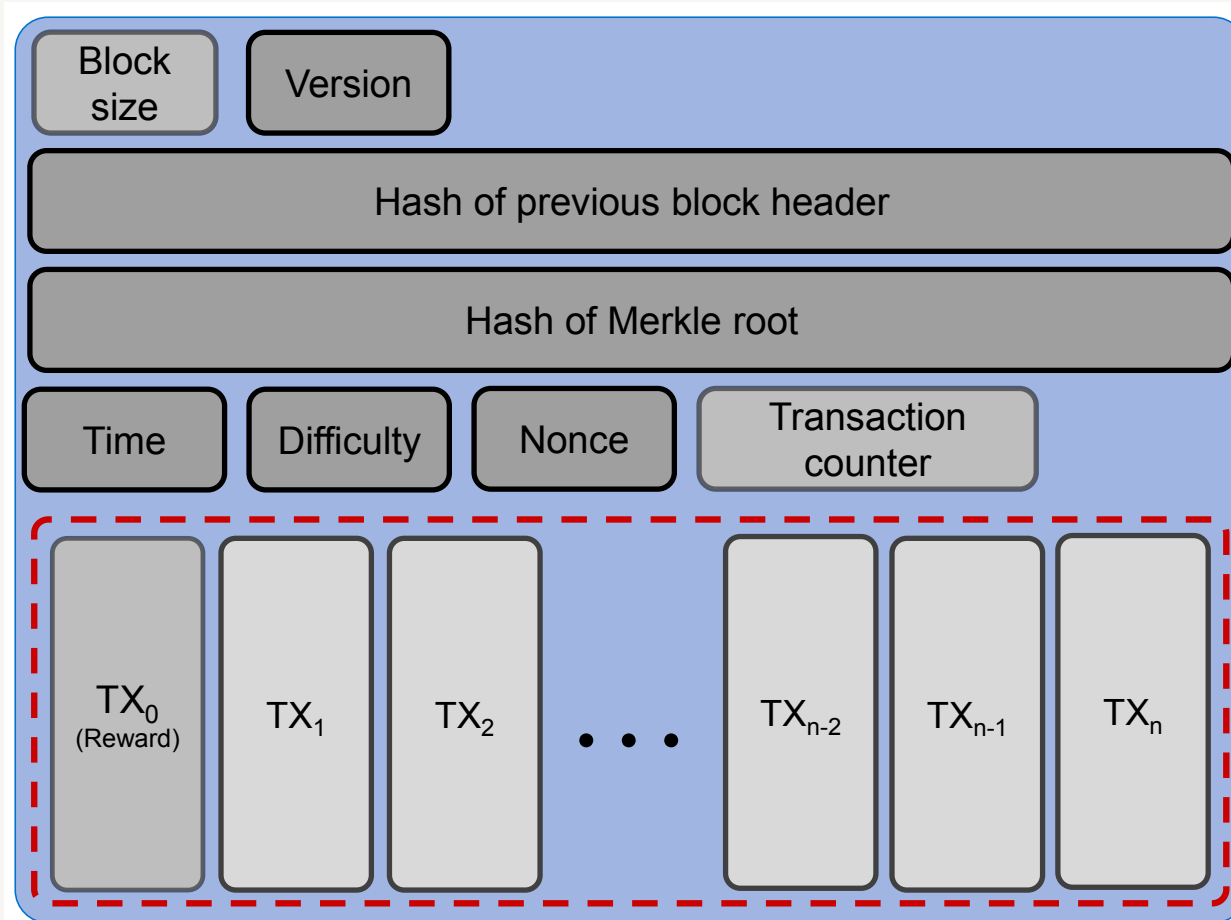 Block
size
Version
Hash of previous block header
Hash of Merkle root
Time
Difficulty
Nonce
Transaction
counter
TX₀
(Reward)
TX₁
TX₂
• • •
TXₙ₋₂
TXₙ₋₁
TXₙ